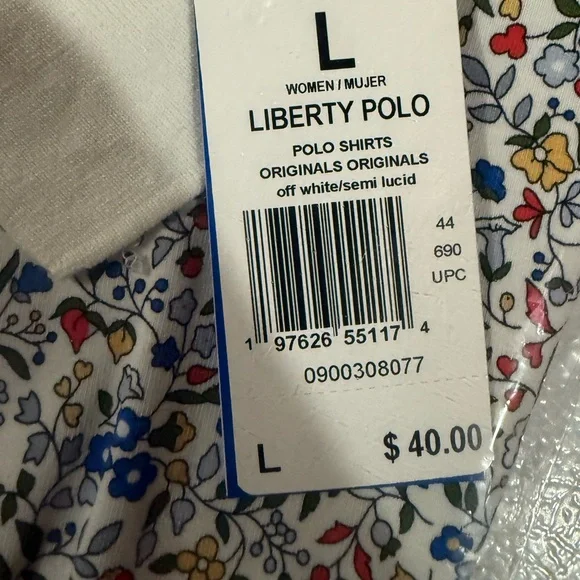 L
WOMEN / MUJER
LIBERTY POLO
POLO SHIRTS
ORIGINALS ORIGINALS
off white/semi lucid
44
690
UPC
1 97626 55117 4
0900308077
L $ 40.00